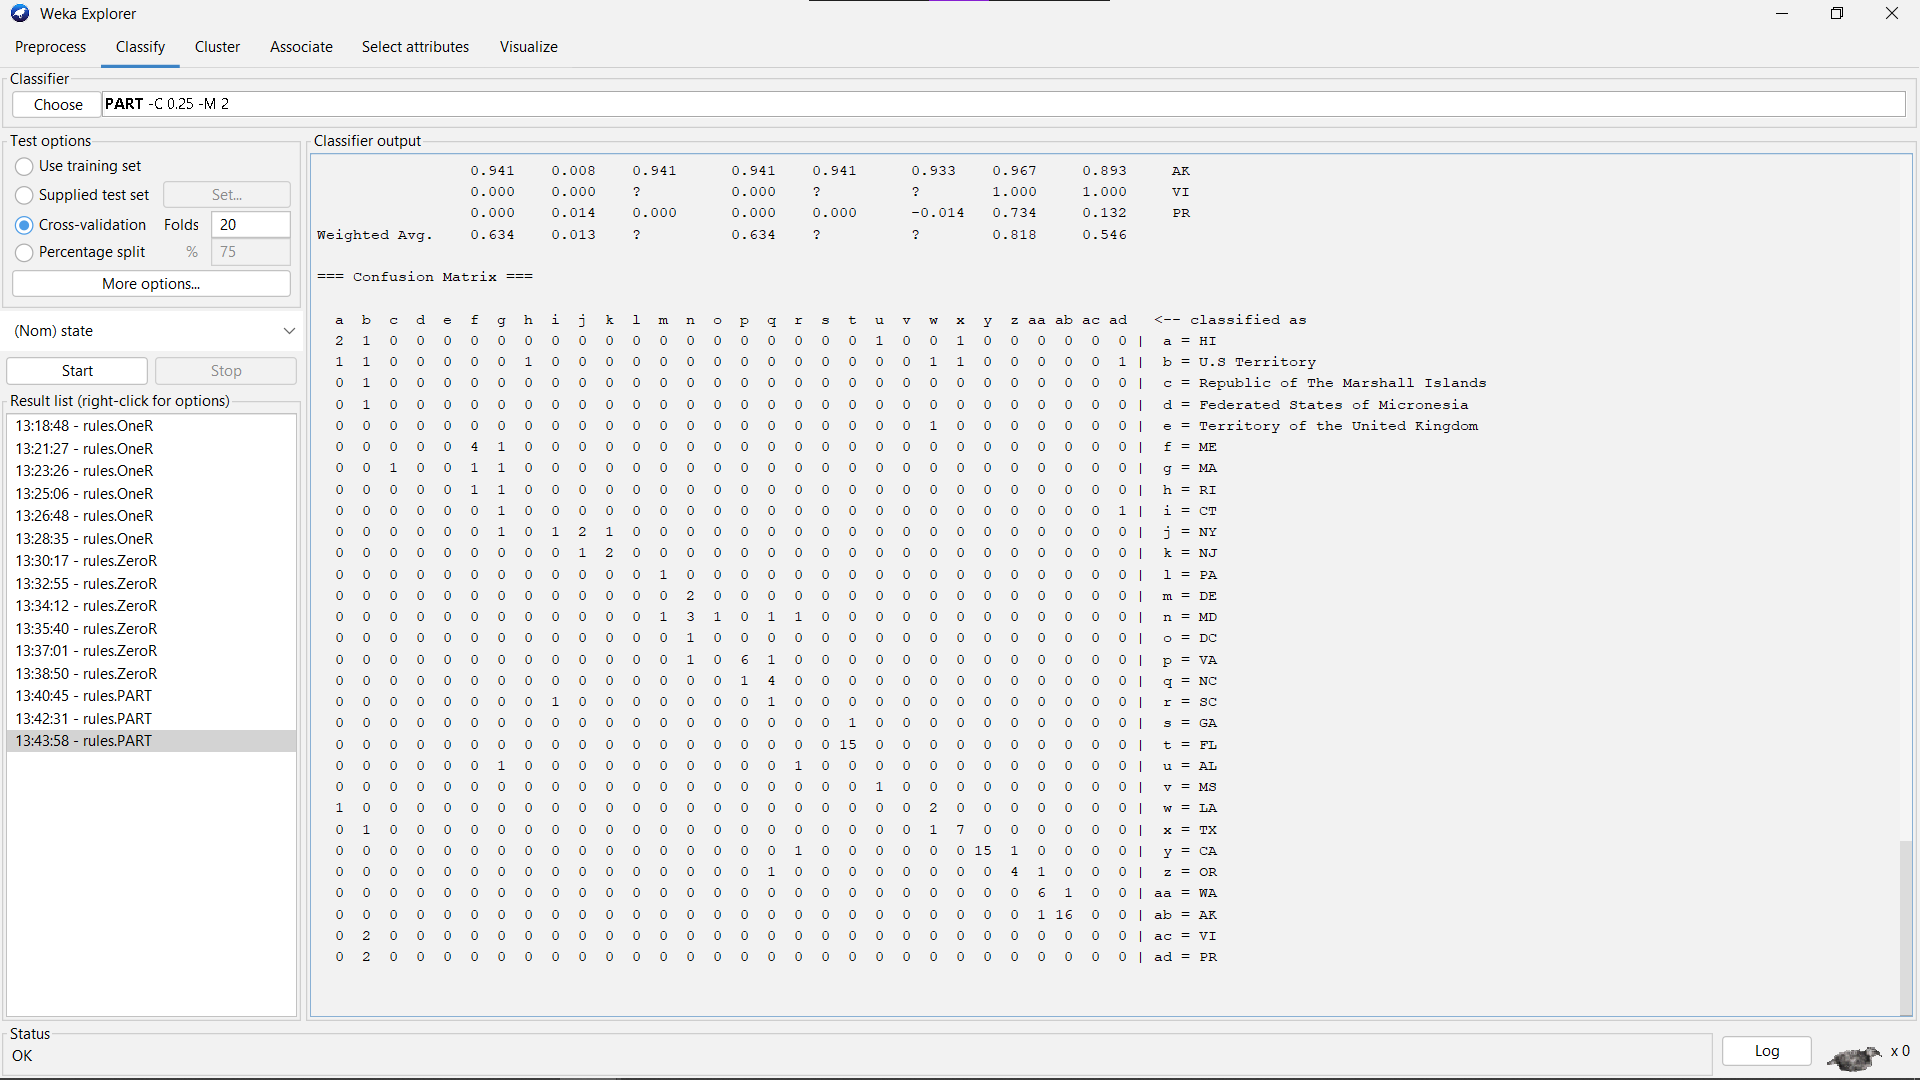 Weka Explorer
Preprocess Classify Cluster Associate Select attributes Visualize
Classifier
Choose PART -C 0.25 -M 2
Test options
Use training set
Supplied test set Set...
Cross-validation Folds 20
Percentage split % 75
More options...
(Nom) state
Start Stop
Result list (right-click for options)
13:18:48 - rules.OneR
13:21:27 - rules.OneR
13:23:26 - rules.OneR
13:25:06 - rules.OneR
13:26:48 - rules.OneR
13:28:35 - rules.OneR
13:30:17 - rules.ZeroR
13:32:55 - rules.ZeroR
13:34:12 - rules.ZeroR
13:35:40 - rules.ZeroR
13:37:01 - rules.ZeroR
13:38:50 - rules.ZeroR
13:40:45 - rules.PART
13:42:31 - rules.PART
13:43:58 - rules.PART
Classifier output
0.941 0.008 0.941 0.941 0.941 0.933 0.967 0.893 AK
0.000 0.000 ? 0.000 ? ? 1.000 1.000 VI
0.000 0.014 0.000 0.000 0.000 -0.014 0.734 0.132 PR
Weighted Avg. 0.634 0.013 ? 0.634 ? ? 0.818 0.546
=== Confusion Matrix ===
a b c d e f g h i j k l m n o p q r s t u v w x y z aa ab ac ad <-- classified as
2 1 0 0 0 0 0 0 0 0 0 0 0 0 0 0 0 0 0 0 1 0 0 1 0 0 0 0 0 0 | a = HI
1 1 0 0 0 0 0 1 0 0 0 0 0 0 0 0 0 0 0 0 0 0 1 1 0 0 0 0 0 1 | b = U.S Territory
0 1 0 0 0 0 0 0 0 0 0 0 0 0 0 0 0 0 0 0 0 0 0 0 0 0 0 0 0 0 | c = Republic of The Marshall Islands
0 1 0 0 0 0 0 0 0 0 0 0 0 0 0 0 0 0 0 0 0 0 0 0 0 0 0 0 0 0 | d = Federated States of Micronesia
0 0 0 0 0 0 0 0 0 0 0 0 0 0 0 0 0 0 0 0 0 0 1 0 0 0 0 0 0 0 | e = Territory of the United Kingdom
0 0 0 0 0 4 1 0 0 0 0 0 0 0 0 0 0 0 0 0 0 0 0 0 0 0 0 0 0 0 | f = ME
0 0 1 0 0 1 1 0 0 0 0 0 0 0 0 0 0 0 0 0 0 0 0 0 0 0 0 0 0 0 | g = MA
0 0 0 0 0 1 1 0 0 0 0 0 0 0 0 0 0 0 0 0 0 0 0 0 0 0 0 0 0 0 | h = RI
0 0 0 0 0 0 1 0 0 0 0 0 0 0 0 0 0 0 0 0 0 0 0 0 0 0 0 0 0 1 | i = CT
0 0 0 0 0 0 1 0 1 2 1 0 0 0 0 0 0 0 0 0 0 0 0 0 0 0 0 0 0 0 | j = NY
0 0 0 0 0 0 0 0 0 1 2 0 0 0 0 0 0 0 0 0 0 0 0 0 0 0 0 0 0 0 | k = NJ
0 0 0 0 0 0 0 0 0 0 0 0 1 0 0 0 0 0 0 0 0 0 0 0 0 0 0 0 0 0 | l = PA
0 0 0 0 0 0 0 0 0 0 0 0 0 2 0 0 0 0 0 0 0 0 0 0 0 0 0 0 0 0 | m = DE
0 0 0 0 0 0 0 0 0 0 0 0 1 3 1 0 1 1 0 0 0 0 0 0 0 0 0 0 0 0 | n = MD
0 0 0 0 0 0 0 0 0 0 0 0 0 1 0 0 0 0 0 0 0 0 0 0 0 0 0 0 0 0 | o = DC
0 0 0 0 0 0 0 0 0 0 0 0 0 1 0 6 1 0 0 0 0 0 0 0 0 0 0 0 0 0 | p = VA
0 0 0 0 0 0 0 0 0 0 0 0 0 0 0 1 4 0 0 0 0 0 0 0 0 0 0 0 0 0 | q = NC
0 0 0 0 0 0 0 0 1 0 0 0 0 0 0 0 1 0 0 0 0 0 0 0 0 0 0 0 0 0 | r = SC
0 0 0 0 0 0 0 0 0 0 0 0 0 0 0 0 0 0 0 1 0 0 0 0 0 0 0 0 0 0 | s = GA
0 0 0 0 0 0 0 0 0 0 0 0 0 0 0 0 0 0 0 15 0 0 0 0 0 0 0 0 0 0 | t = FL
0 0 0 0 0 0 1 0 0 0 0 0 0 0 0 0 0 1 0 0 0 0 0 0 0 0 0 0 0 0 | u = AL
0 0 0 0 0 0 0 0 0 0 0 0 0 0 0 0 0 0 0 0 1 0 0 0 0 0 0 0 0 0 | v = MS
1 0 0 0 0 0 0 0 0 0 0 0 0 0 0 0 0 0 0 0 0 0 2 0 0 0 0 0 0 0 | w = LA
0 1 0 0 0 0 0 0 0 0 0 0 0 0 0 0 0 0 0 0 0 0 1 7 0 0 0 0 0 0 | x = TX
0 0 0 0 0 0 0 0 0 0 0 0 0 0 0 0 0 1 0 0 0 0 0 0 15 1 0 0 0 0 | y = CA
0 0 0 0 0 0 0 0 0 0 0 0 0 0 0 0 1 0 0 0 0 0 0 0 0 4 1 0 0 0 | z = OR
0 0 0 0 0 0 0 0 0 0 0 0 0 0 0 0 0 0 0 0 0 0 0 0 0 0 6 1 0 0 | aa = WA
0 0 0 0 0 0 0 0 0 0 0 0 0 0 0 0 0 0 0 0 0 0 0 0 0 0 1 16 0 0 | ab = AK
0 2 0 0 0 0 0 0 0 0 0 0 0 0 0 0 0 0 0 0 0 0 0 0 0 0 0 0 0 0 | ac = VI
0 2 0 0 0 0 0 0 0 0 0 0 0 0 0 0 0 0 0 0 0 0 0 0 0 0 0 0 0 0 | ad = PR
Status
OK
Log
x 0